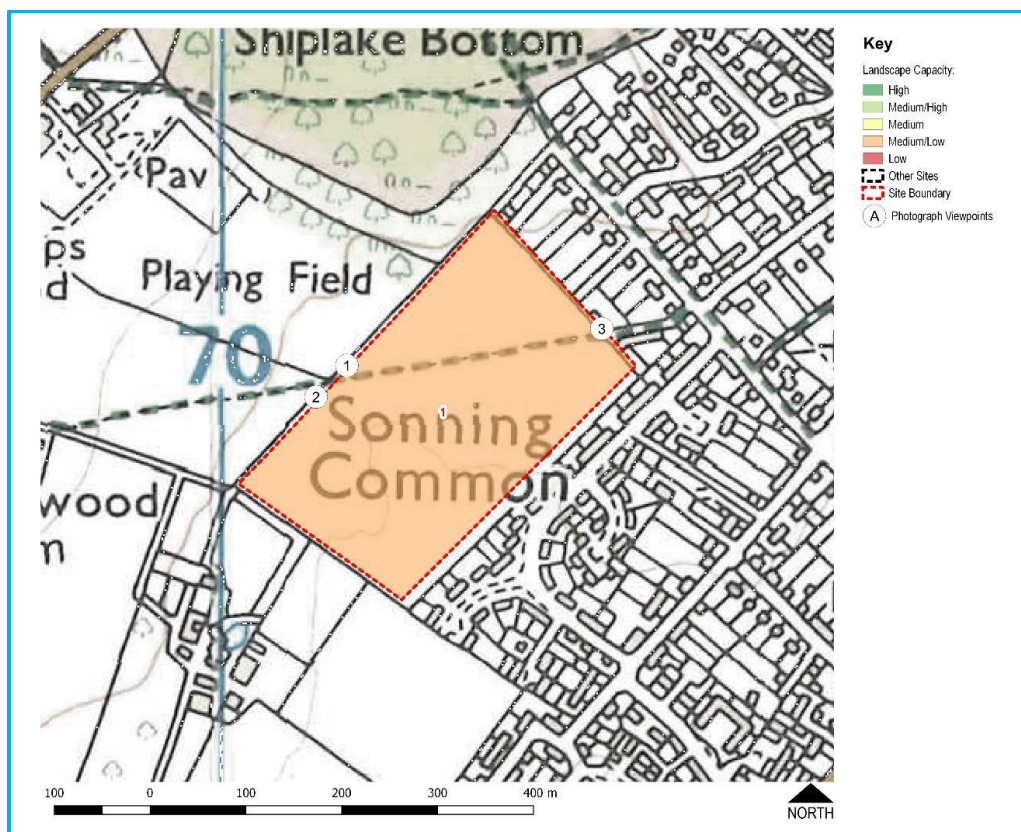 Shiplake Bottom
Pav
ps
d
Playing Field
70
1
2
3
1
Sonning
Common
wood
m
100 0 100 200 300 400 m
NORTH
Key
Landscape Capacity:
High
Medium/High
Medium
Medium/Low
Low
Other Sites
Site Boundary
A Photograph Viewpoints